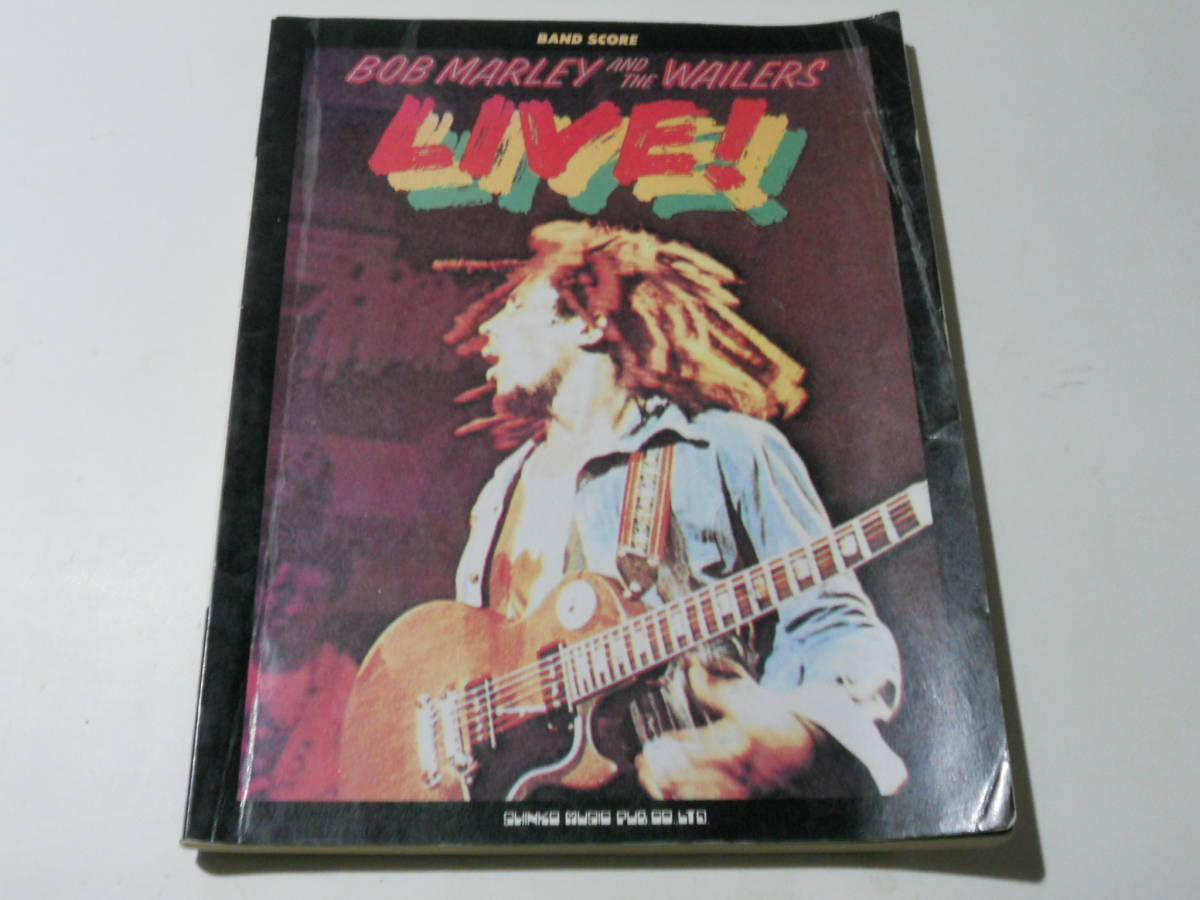 BAND SCORE
BOB MARLEY AND THE WAILERS
LIVE!
SHINKO MUSIC PUB. CO. LTD.